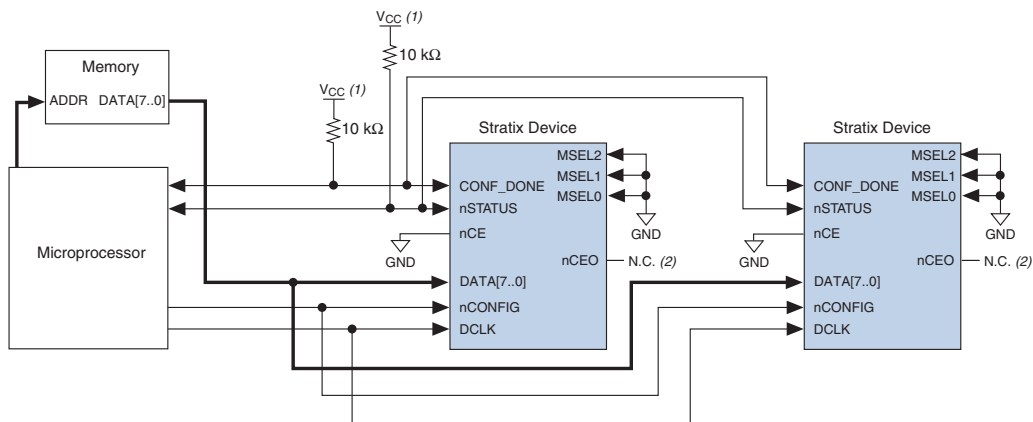 VCC (1)
10 kΩ
VCC (1)
10 kΩ
Memory
ADDR DATA[7..0]
Microprocessor
Stratix Device
MSEL2
MSEL1
MSEL0
CONF_DONE
nSTATUS
nCE
GND
GND
nCEO
N.C. (2)
DATA[7..0]
nCONFIG
DCLK
Stratix Device
MSEL2
MSEL1
MSEL0
CONF_DONE
nSTATUS
nCE
GND
GND
nCEO
N.C. (2)
DATA[7..0]
nCONFIG
DCLK